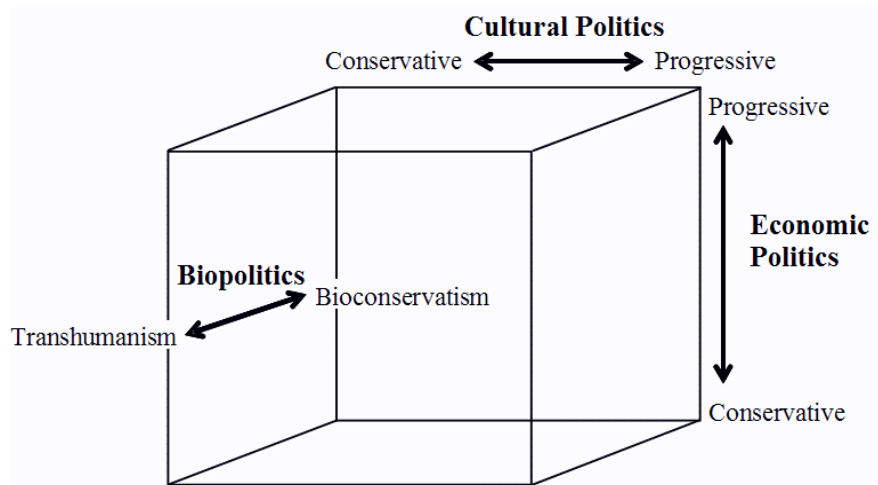 Cultural Politics
Conservative
Progressive
Progressive
Economic
Politics
Biopolitics
Bioconservatism
Transhumanism
Conservative